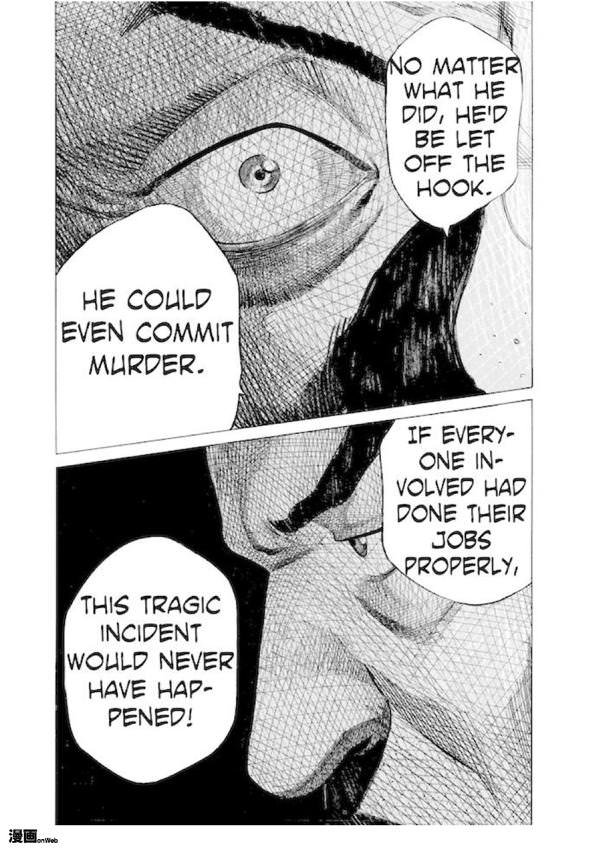 NO MATTER
WHAT HE
DID, HE'D
BE LET
OFF THE
HOOK.
HE COULD
EVEN COMMIT
MURDER.
IF EVERY-
ONE IN-
VOLVED HAD
DONE THEIR
JOBS
PROPERLY,
THIS TRAGIC
INCIDENT
WOULD NEVER
HAVE HAP-
PENED!
漫画onWeb